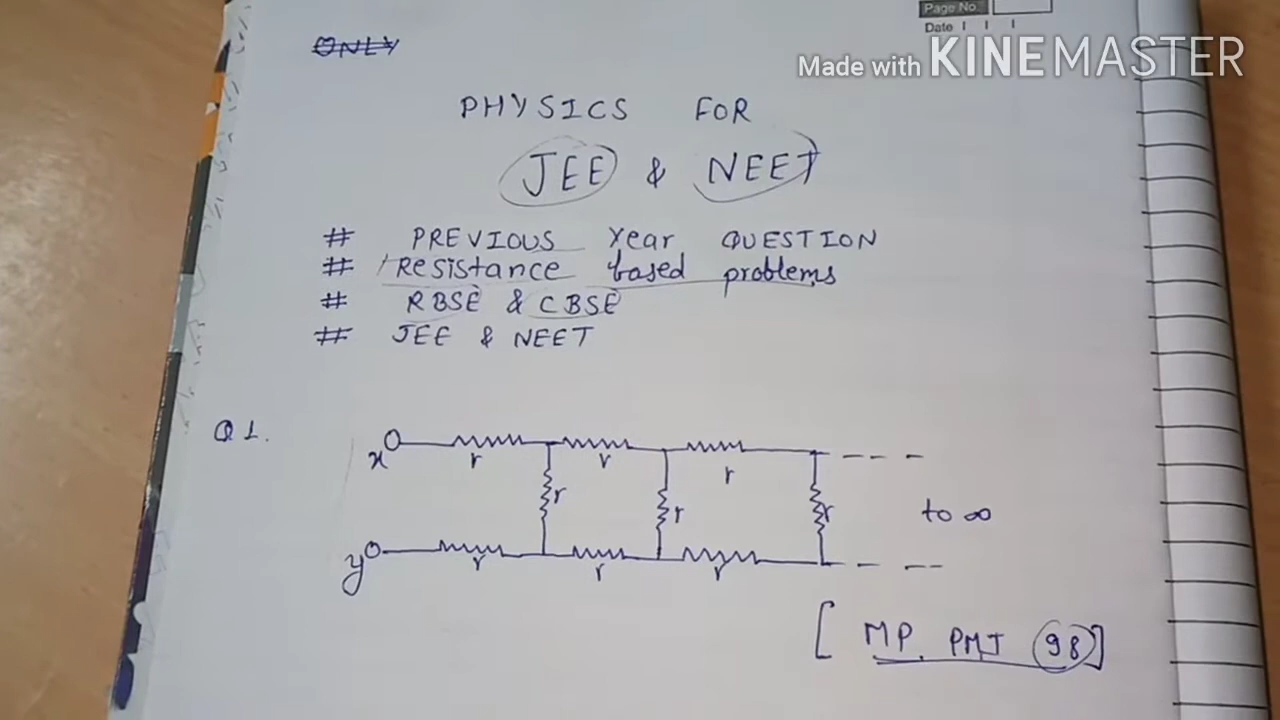 Page No.
Date
ONLY
Made with KINEMASTER
PHYSICS FOR
JEE & NEET
# PREVIOUS Year QUESTION
# Resistance based problems
# RBSE & CBSE
# JEE & NEET
Q 1.
x
r r r
r r r
to ∞
y
r r r
[ MP. PMT 98 ]